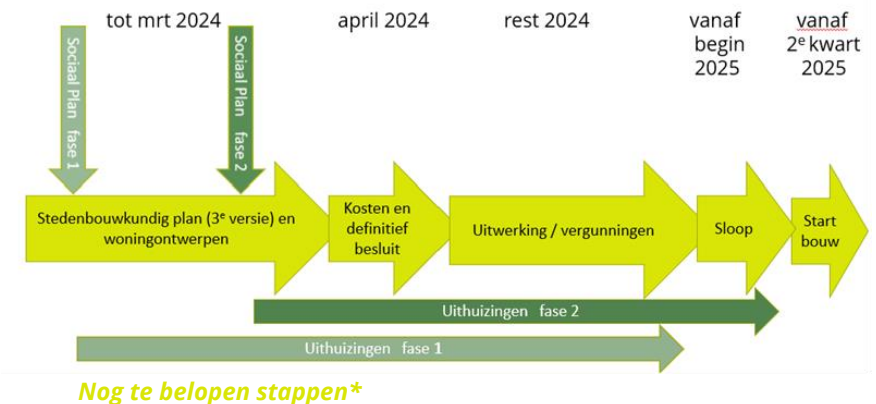 tot mrt 2024
april 2024
rest 2024
vanaf
begin
2025
vanaf
2e kwart
2025
Sociaal Plan fase 1
Sociaal Plan fase 2
Stedenbouwkundig plan (3e versie) en
woningontwerpen
Kosten en
definitief
besluit
Uitwerking / vergunningen
Sloop
Start
bouw
Uithuizingen fase 2
Uithuizingen fase 1
Nog te belopen stappen*